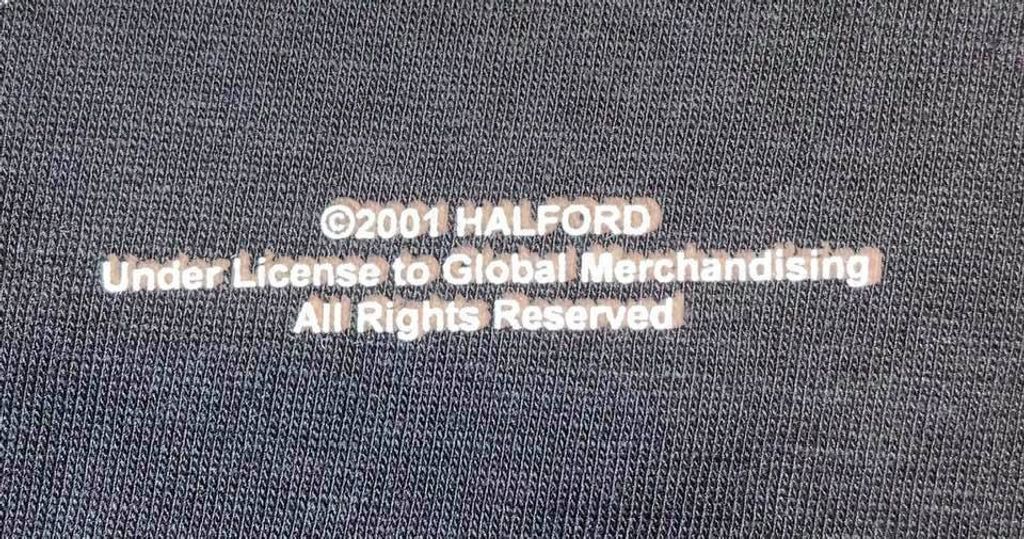 ©2001 HALFORD
Under License to Global Merchandising
All Rights Reserved